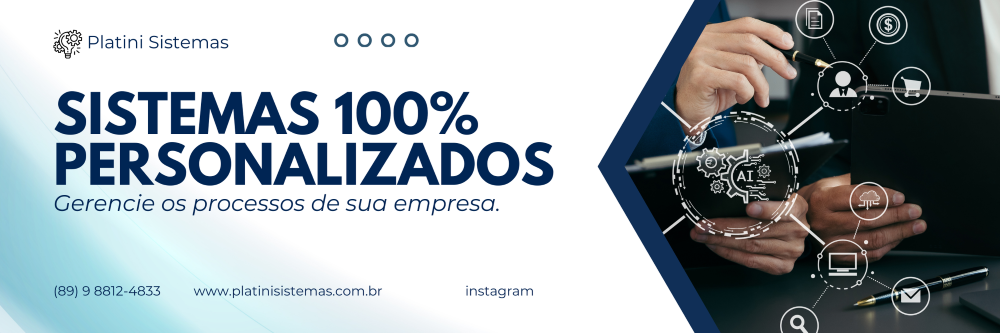 Platini Sistemas
SISTEMAS 100%
PERSONALIZADOS
Gerencie os processos de sua empresa.
(89) 9 8812-4833 www.platinisistemas.com.br instagram
AI
$